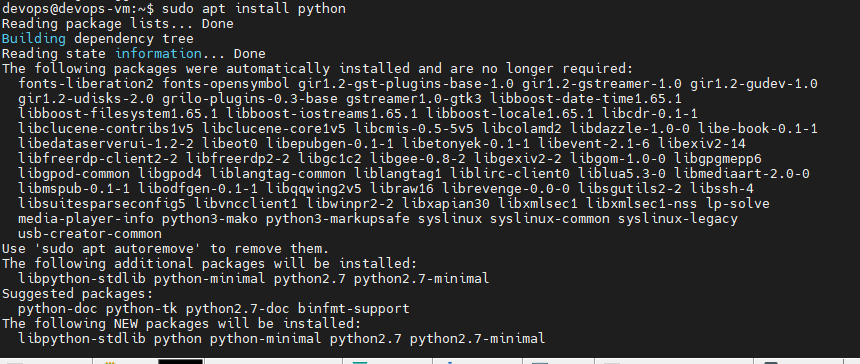 devops@devops-vm:~$ sudo apt install python
Reading package lists... Done
Building dependency tree
Reading state information... Done
The following packages were automatically installed and are no longer required:
  fonts-liberation2 fonts-opensymbol gir1.2-gst-plugins-base-1.0 gir1.2-gstreamer-1.0 gir1.2-gudev-1.0
  gir1.2-udisks-2.0 grilo-plugins-0.3-base gstreamer1.0-gtk3 libboost-date-time1.65.1
  libboost-filesystem1.65.1 libboost-iostreams1.65.1 libboost-locale1.65.1 libcdr-0.1-1
  libclucene-contribs1v5 libclucene-core1v5 libcmis-0.5-5v5 libcolamd2 libdazzle-1.0-0 libe-book-0.1-1
  libedataserverui-1.2-2 libeot0 libepubgen-0.1-1 libetonyek-0.1-1 libevent-2.1-6 libexiv2-14
  libfreerdp-client2-2 libfreerdp2-2 libgc1c2 libgee-0.8-2 libgexiv2-2 libgom-1.0-0 libgpgmepp6
  libgpod-common libgpod4 liblangtag-common liblangtag1 liblirc-client0 liblua5.3-0 libmediaart-2.0-0
  libmspub-0.1-1 libodfgen-0.1-1 libqqwing2v5 libraw16 librevenge-0.0-0 libsgutils2-2 libssh-4
  libsuitesparseconfig5 libvncclient1 libwinpr2-2 libxapian30 libxmlsec1 libxmlsec1-nss lp-solve
  media-player-info python3-mako python3-markupsafe syslinux syslinux-common syslinux-legacy
  usb-creator-common
Use 'sudo apt autoremove' to remove them.
The following additional packages will be installed:
  libpython-stdlib python-minimal python2.7 python2.7-minimal
Suggested packages:
  python-doc python-tk python2.7-doc binfmt-support
The following NEW packages will be installed:
  libpython-stdlib python python-minimal python2.7 python2.7-minimal